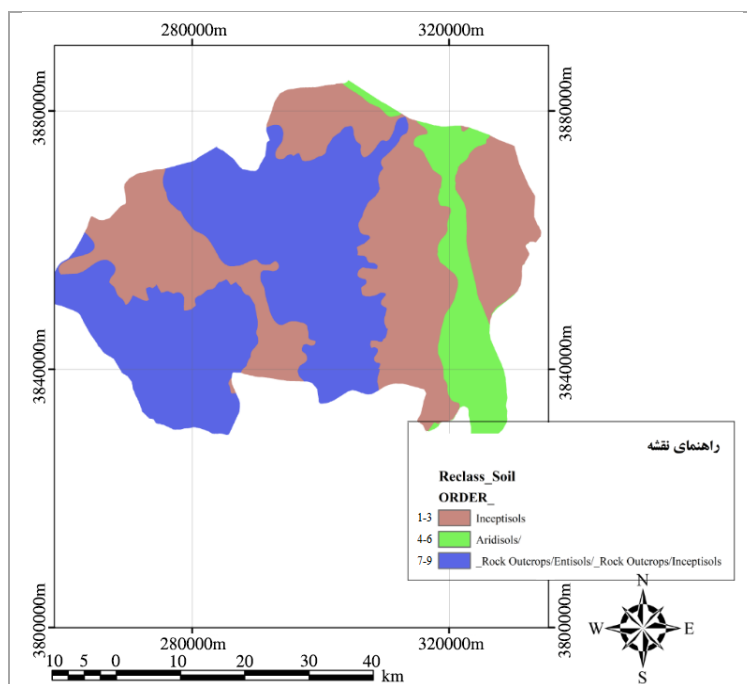 280000m 320000m
3880000m 3880000m
3840000m 3840000m
راهنمای نقشه
Reclass_Soil
ORDER_
1-3 Inceptisols
4-6 Aridisols/
7-9 _Rock Outcrops/Entisols/_Rock Outcrops/Inceptisols
N
W E
S
3800000m 3800000m
280000m 320000m
10 5 0 10 20 30 40
km